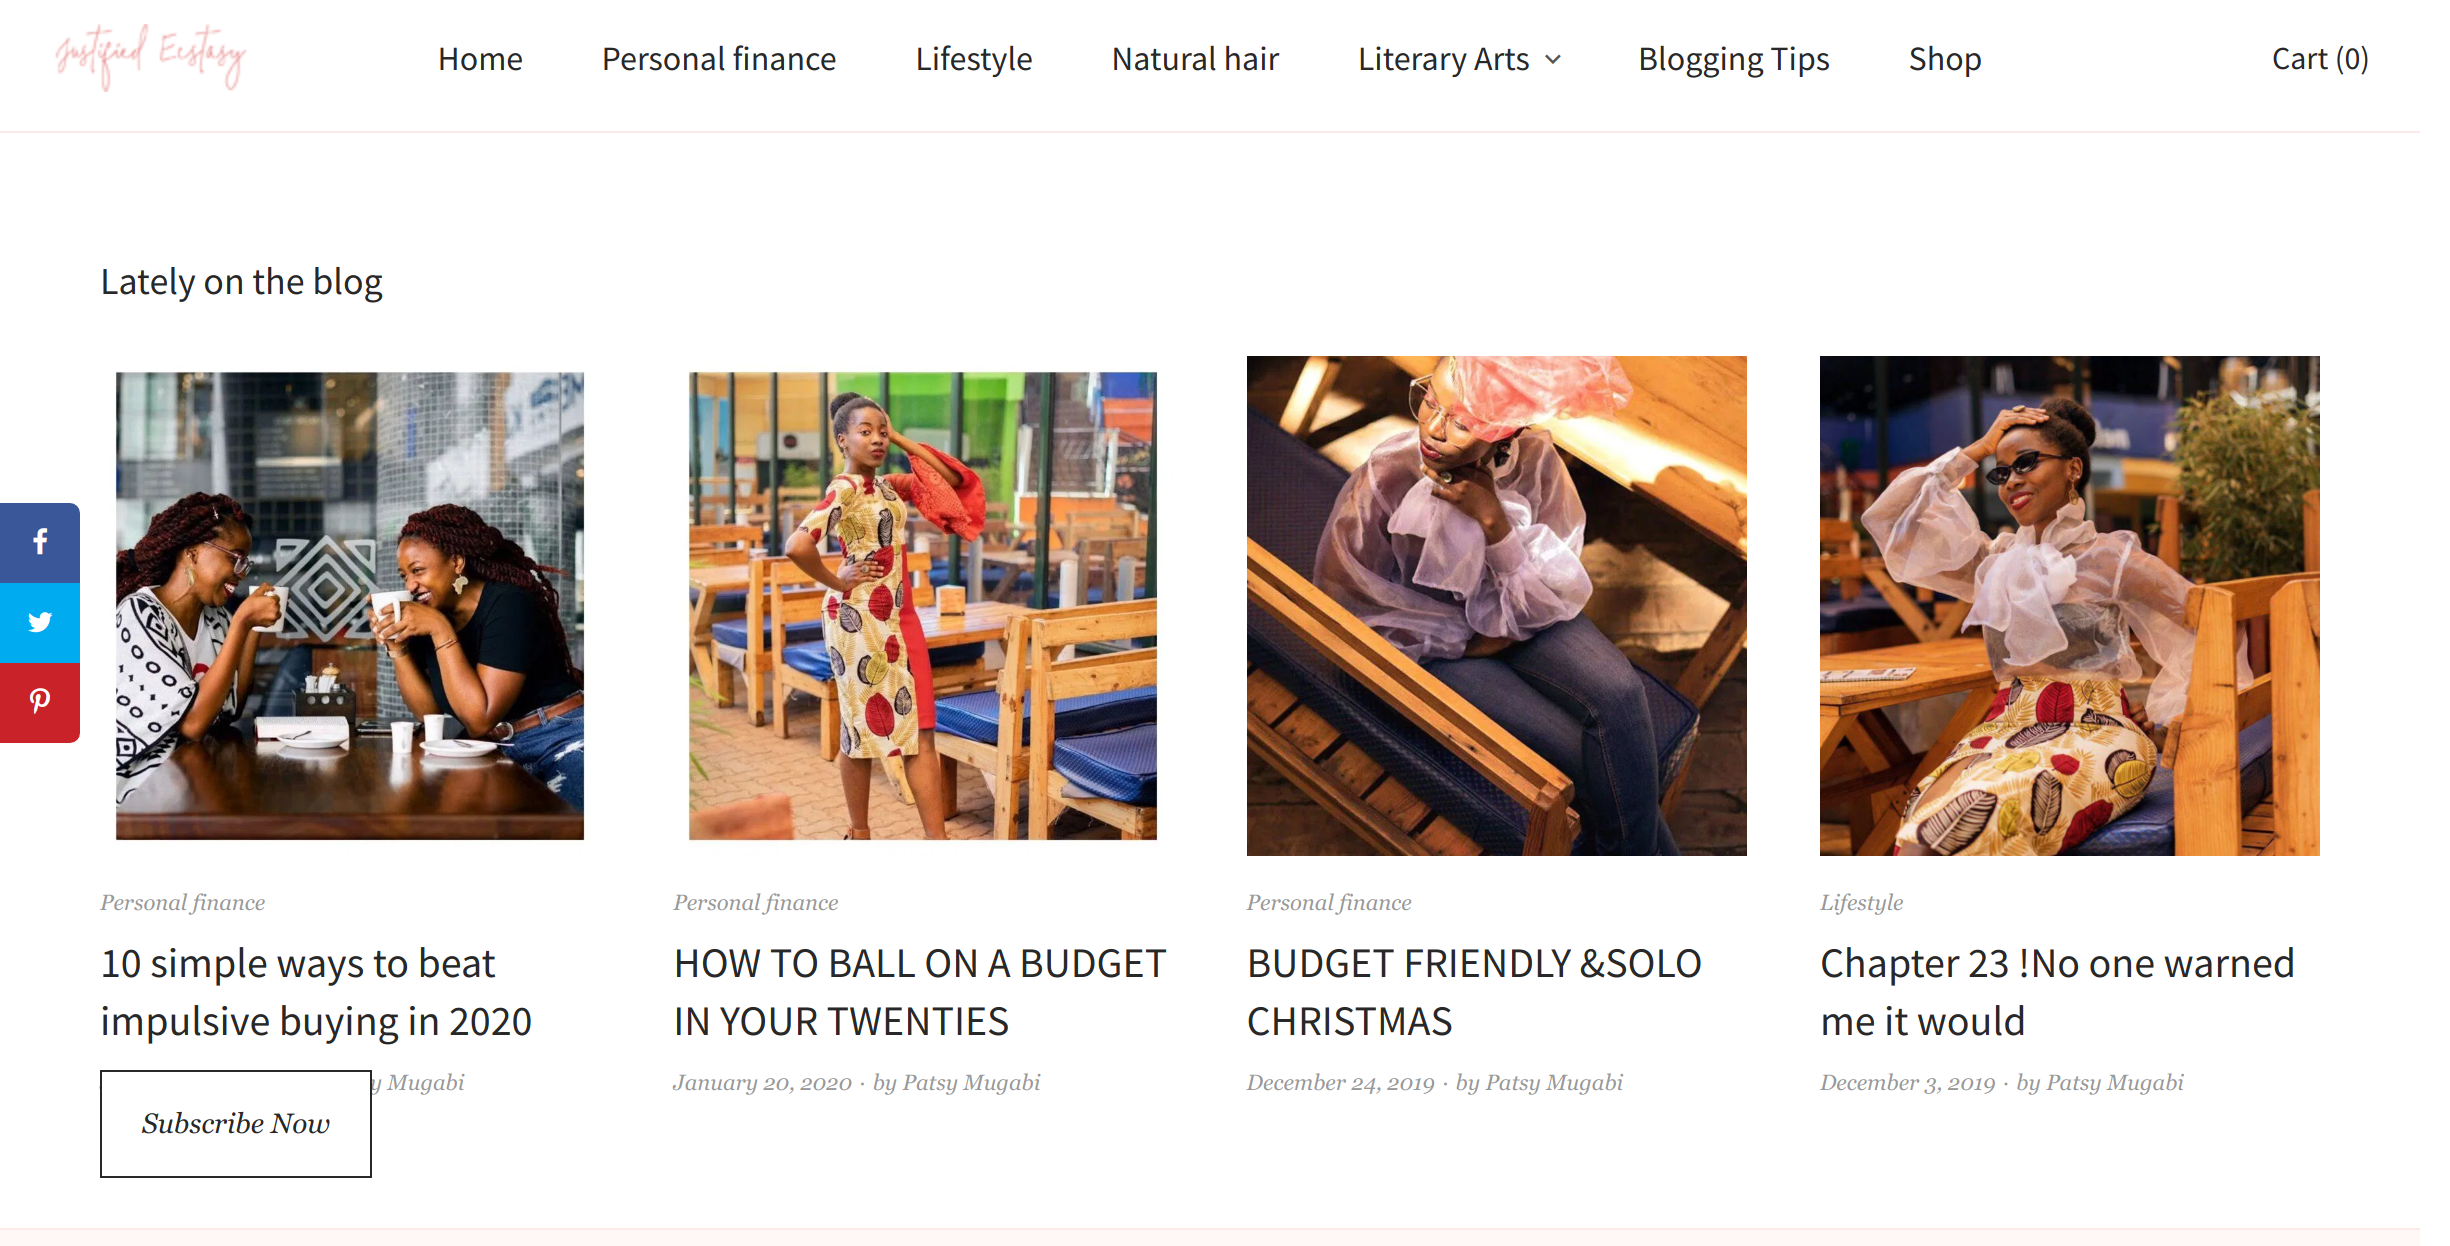 Justified Ecstasy
Home Personal finance Lifestyle Natural hair Literary Arts Blogging Tips Shop Cart (0)
Lately on the blog
Personal finance
10 simple ways to beat
impulsive buying in 2020
y Mugabi
Subscribe Now
Personal finance
HOW TO BALL ON A BUDGET
IN YOUR TWENTIES
January 20, 2020 · by Patsy Mugabi
Personal finance
BUDGET FRIENDLY &SOLO
CHRISTMAS
December 24, 2019 · by Patsy Mugabi
Lifestyle
Chapter 23 !No one warned
me it would
December 3, 2019 · by Patsy Mugabi